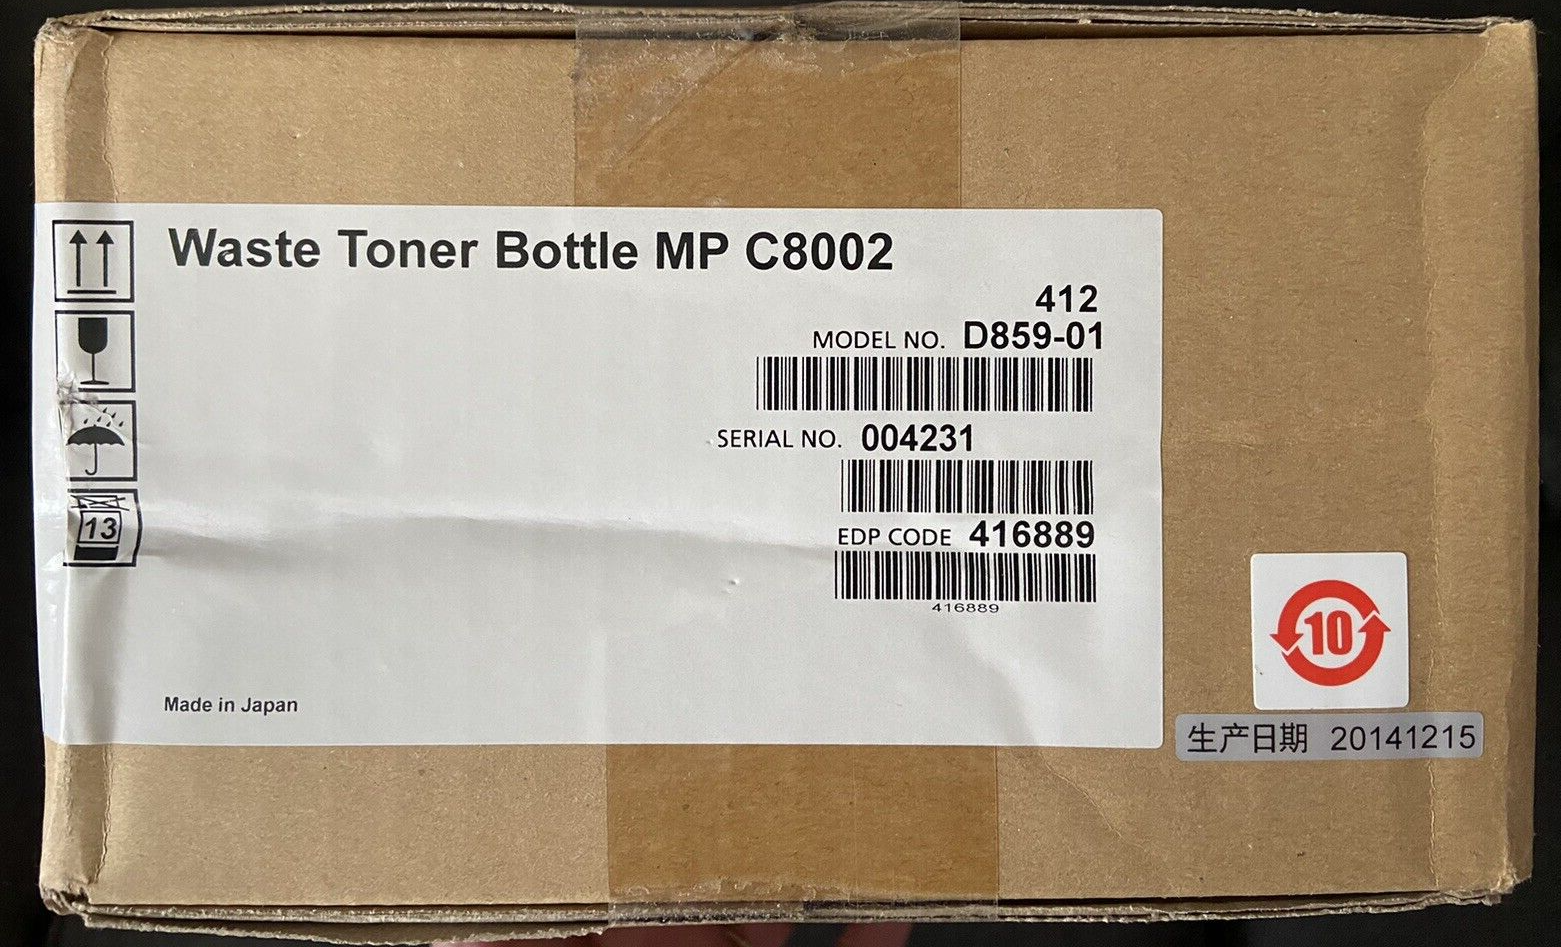 Waste Toner Bottle MP C8002
412
MODEL NO. D859-01
SERIAL NO. 004231
EDP CODE 416889
416889
13
Made in Japan
10
生产日期 20141215